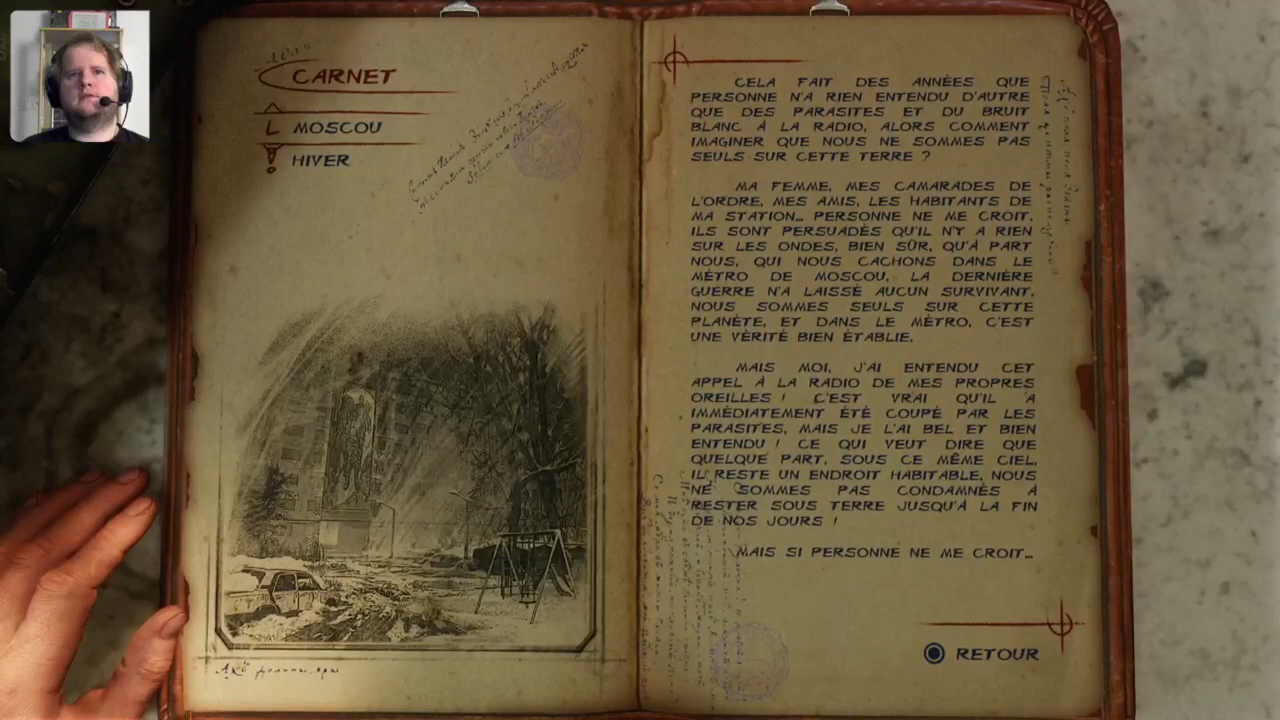 CARNET
MOSCOU
HIVER
CELA FAIT DES ANNÉES QUE
PERSONNE N'A RIEN ENTENDU D'AUTRE
QUE DES PARASITES ET DU BRUIT
BLANC À LA RADIO, ALORS COMMENT
IMAGINER QUE NOUS NE SOMMES PAS
SEULS SUR CETTE TERRE ?
MA FEMME, MES CAMARADES DE
L'ORDRE, MES AMIS, LES HABITANTS DE
MA STATION... PERSONNE NE ME CROIT.
ILS SONT PERSUADÉS QU'IL N'Y A RIEN
SUR LES ONDES, BIEN SÛR, QU'À PART
NOUS, QUI NOUS CACHONS DANS LE
MÉTRO DE MOSCOU, LA DERNIÈRE
GUERRE N'A LAISSÉ AUCUN SURVIVANT.
NOUS SOMMES SEULS SUR CETTE
PLANÈTE, ET DANS LE MÉTRO, C'EST
UNE VÉRITÉ BIEN ÉTABLIE.
MAIS MOI, J'AI ENTENDU CET
APPEL À LA RADIO DE MES PROPRES
OREILLES ! C'EST VRAI QU'IL A
IMMÉDIATEMENT ÉTÉ COUPÉ PAR LES
PARASITES, MAIS JE L'AI BEL ET BIEN
ENTENDU ! CE QUI VEUT DIRE QUE
QUELQUE PART, SOUS CE MÊME CIEL,
IL RESTE UN ENDROIT HABITABLE. NOUS
NE SOMMES PAS CONDAMNÉS À
RESTER SOUS TERRE JUSQU'À LA FIN
DE NOS JOURS !
MAIS SI PERSONNE NE ME CROIT...
RETOUR